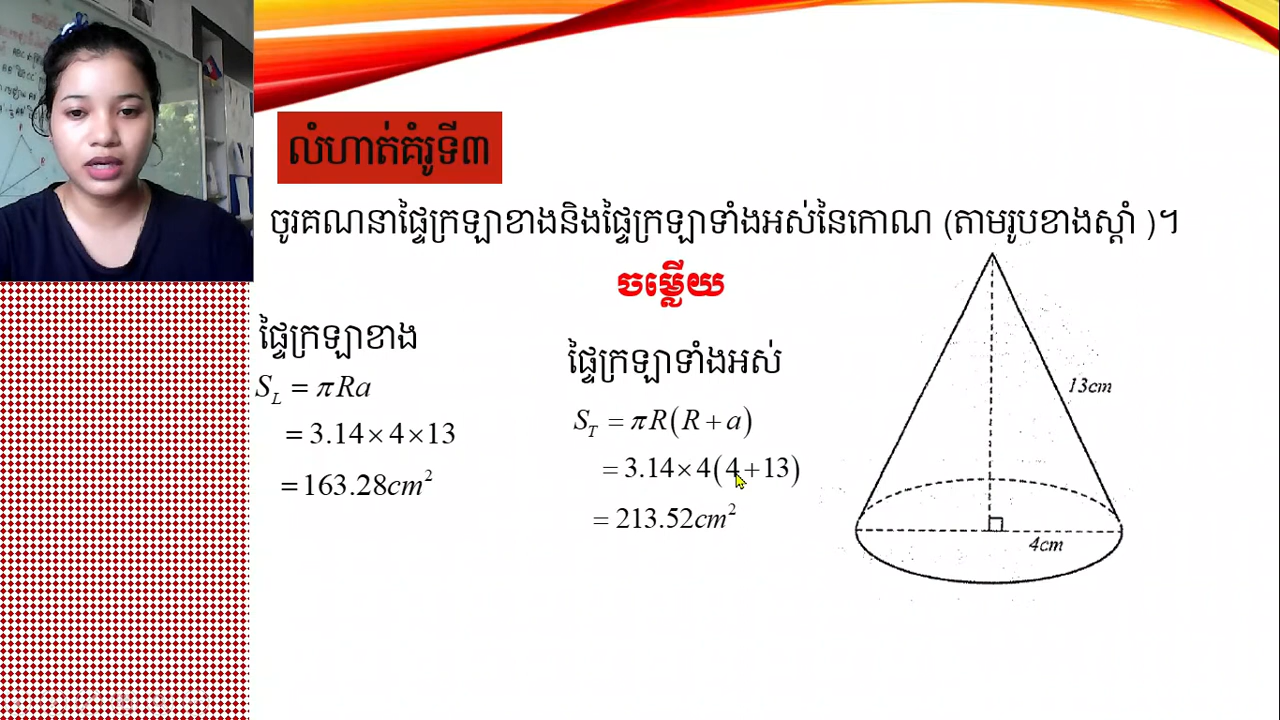 លំហាត់គំរូទី៣
ចូរគណនាផ្ទៃក្រឡាខាងនិងផ្ទៃក្រឡាទាំងអស់នៃកោណ (តាមរូបខាងស្តាំ )។
ចម្លើយ
ផ្ទៃក្រឡាខាង
S_L = πRa
= 3.14×4×13
= 163.28cm²
ផ្ទៃក្រឡាទាំងអស់
S_T = πR(R+a)
= 3.14×4(4+13)
= 213.52cm²
13cm
4cm